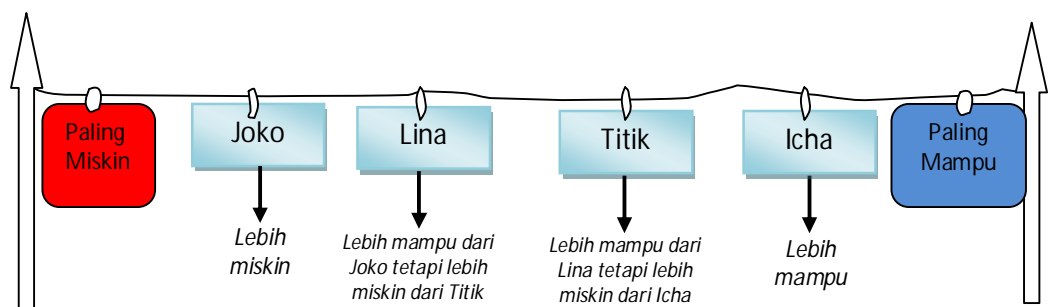 Paling
Miskin
Joko
Lina
Titik
Icha
Paling
Mampu
Lebih
miskin
Lebih mampu dari
Joko tetapi lebih
miskin dari Titik
Lebih mampu dari
Lina tetapi lebih
miskin dari Icha
Lebih
mampu